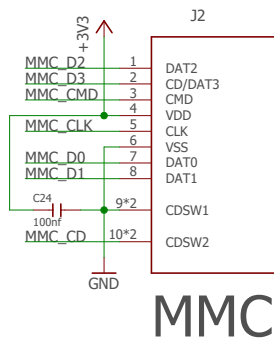 J2
+3V3
MMC_D2 1 DAT2
MMC_D3 2 CD/DAT3
MMC_CMD 3 CMD
4 VDD
MMC_CLK 5 CLK
6 VSS
MMC_D0 7 DAT0
MMC_D1 8 DAT1
C24 9*2 CDSW1
100nf
MMC_CD 10*2 CDSW2
GND
MMC